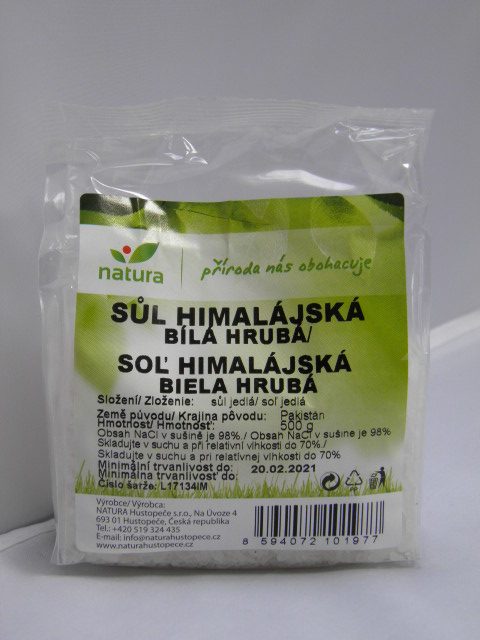 natura
příroda nás obohacuje
SŮL HIMALÁJSKÁ
BÍLÁ HRUBÁ/
SOĽ HIMALÁJSKÁ
BIELA HRUBÁ
Složení/ Zloženie: sůl jedlá/ soľ jedlá
Země původu/ Krajina pôvodu: Pakistán
Hmotnost/ Hmotnosť: 500 g
Obsah NaCl v sušině je 98% / Obsah NaCl v sušine je 98%
Skladujte v suchu a při relativní vlhkosti do 70% /
Skladujte v suchu a pri relatívnej vlhkosti do 70%
Minimální trvanlivost do: 20.02.2021
Minimálna trvanlivosť do:
Číslo šarže: L17134IM
Výrobce/ Výrobca:
NATURA Hustopeče s.r.o., Na Úvoze 4
693 01 Hustopeče, Česká republika
Tel.: +420 519 324 435
E-mail: info@naturahustopece.cz
www.naturahustopece.cz
8 594072 101977